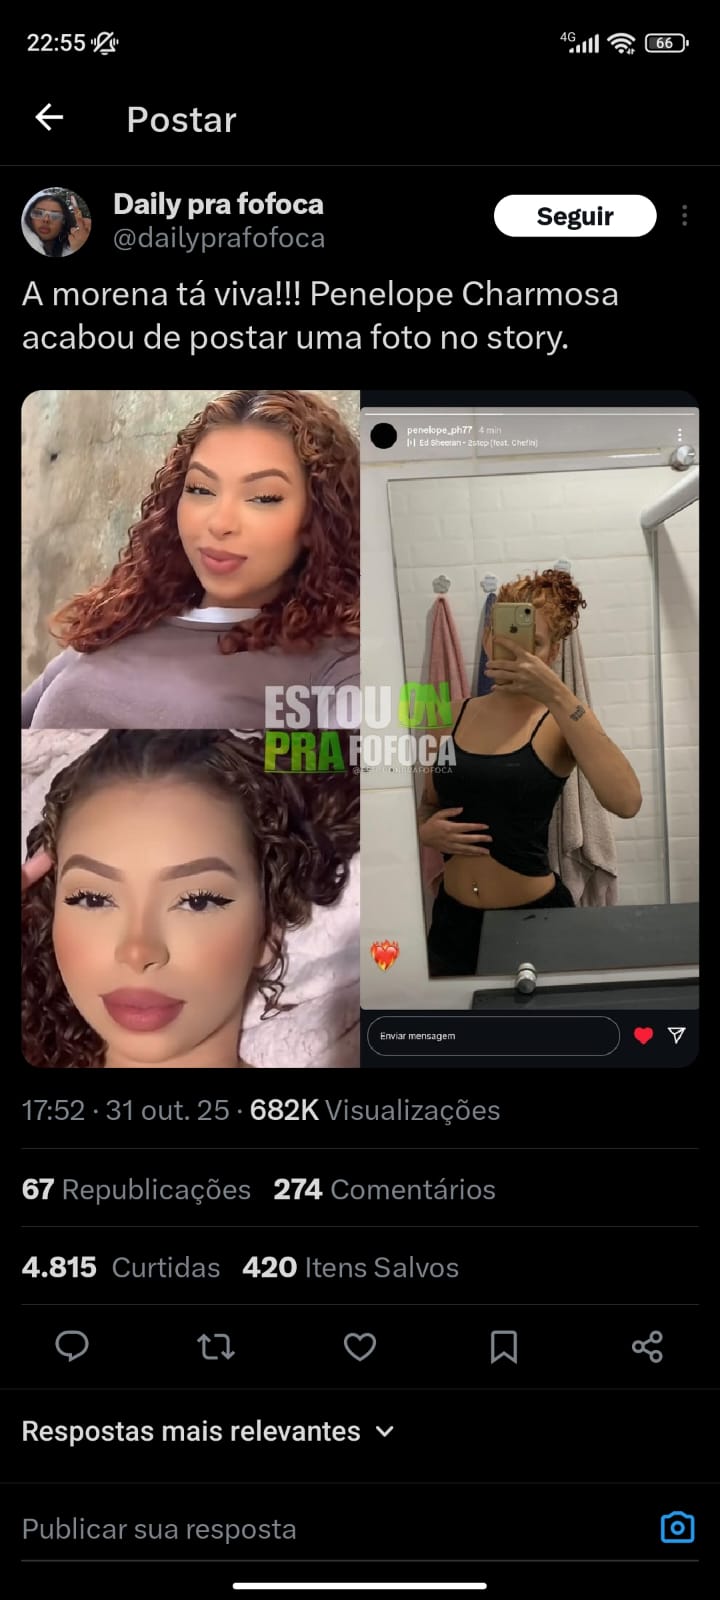 22:55
4G
66
Postar
Daily pra fofoca
@dailyprafofoca
Seguir
A morena tá viva!!! Penelope Charmosa
acabou de postar uma foto no story.
penelope_ph77 4 min
Ed Sheeran - 2step (feat. Chefin)
ESTOU ON
PRA FOFOCA
Enviar mensagem
17:52 · 31 out. 25 · 682K Visualizações
67 Republicações 274 Comentários
4.815 Curtidas 420 Itens Salvos
Respostas mais relevantes
Publicar sua resposta